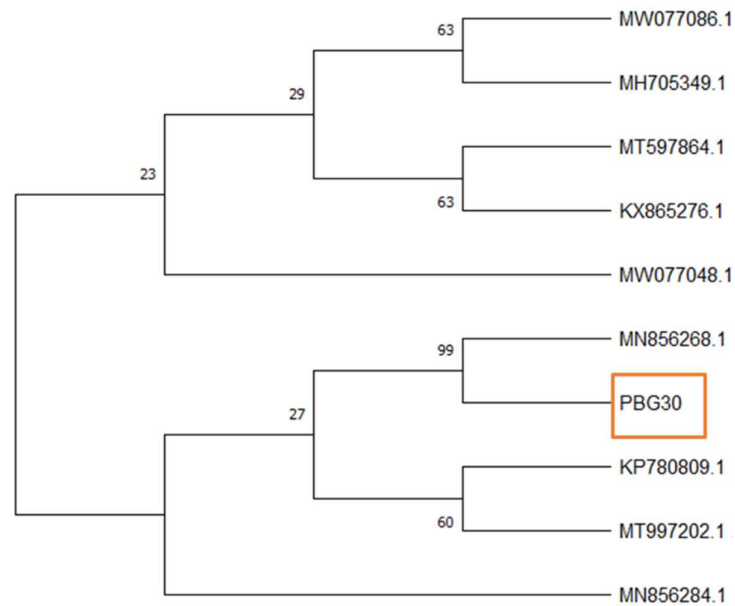 63
MW077086.1
MH705349.1
29
MT597864.1
23
63
KX865276.1
MW077048.1
MN856268.1
99
PBG30
27
KP780809.1
60
MT997202.1
MN856284.1